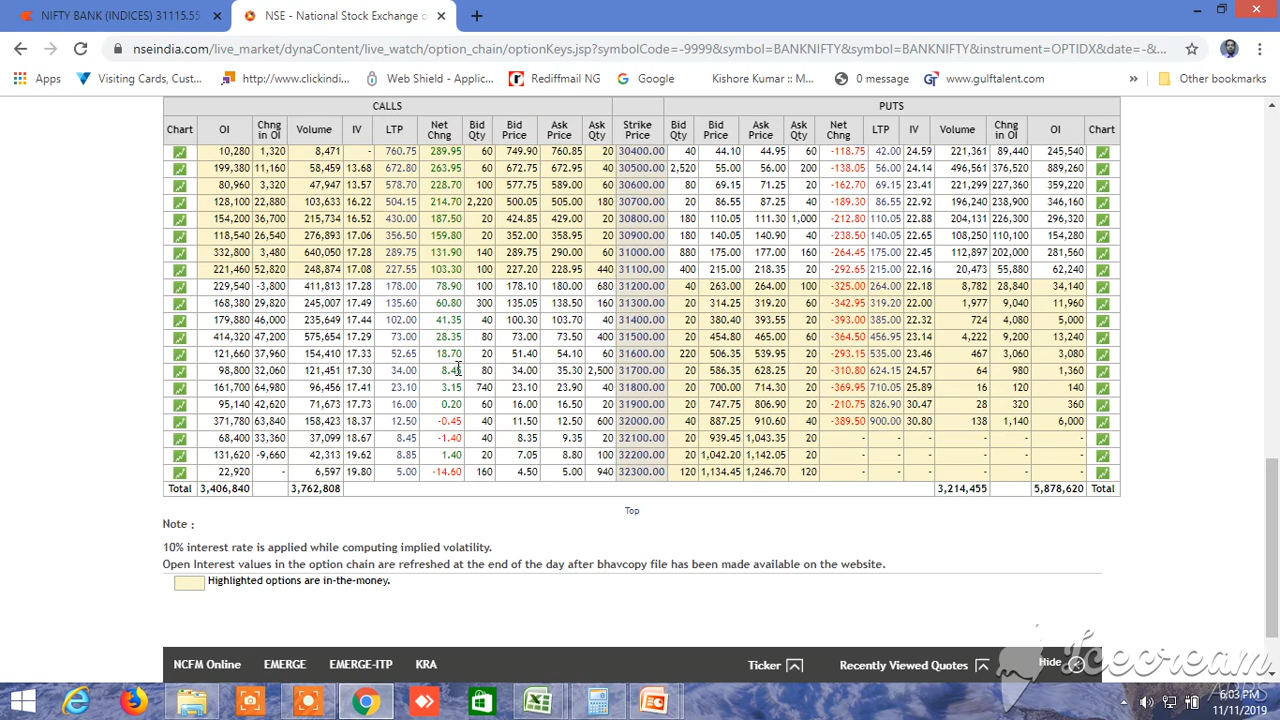 NIFTY BANK (INDICES) 31115.55 × NSE - National Stock Exchange o × +
nseindia.com/live_market/dynaContent/live_watch/option_chain/optionKeys.jsp?symbolCode=-9999&symbol=BANKNIFTY&symbol=BANKNIFTY&instrument=OPTIDX&date=-&...
Apps Visiting Cards, Cust... http://www.clickindi... Web Shield - Applic... Rediffmail NG Google Kishore Kumar :: M... 0 message www.gulftalent.com » Other bookmarks
CALLS PUTS
Chart OI Chng in OI Volume IV LTP Net Chng Bid Qty Bid Price Ask Price Ask Qty Strike Price Bid Qty Bid Price Ask Price Ask Qty Net Chng LTP IV Volume Chng in OI OI Chart
10,280 1,320 8,471 - 760.75 289.95 60 749.90 760.85 20 30400.00 40 44.10 44.95 60 -118.75 42.00 24.59 221,361 89,440 245,540
199,380 11,160 58,459 13.68 672.80 263.95 60 672.80 672.95 40 30500.00 2,520 55.00 56.00 200 -138.05 56.00 24.14 496,561 376,520 889,260
80,960 3,320 47,947 13.57 578.70 228.70 100 577.75 589.00 60 30600.00 80 69.15 71.25 20 -162.70 69.15 23.41 221,299 227,360 359,220
128,100 22,880 103,633 16.22 504.15 214.70 2,220 500.05 505.00 180 30700.00 20 86.55 87.25 40 -189.30 86.55 22.92 196,240 238,900 346,160
154,200 36,700 215,734 16.52 430.00 187.50 20 424.85 429.00 20 30800.00 180 110.05 111.30 1,000 -212.80 110.05 22.88 204,131 226,300 296,320
118,540 26,540 276,893 17.06 356.50 159.80 20 352.00 358.95 20 30900.00 180 140.05 140.90 40 -238.50 140.05 22.65 108,250 110,100 154,280
332,800 3,480 640,050 17.28 289.75 131.90 140 289.75 290.00 60 31000.00 880 175.00 177.00 160 -264.45 175.00 22.45 112,897 202,000 281,560
221,460 52,820 248,874 17.08 227.55 103.30 100 227.20 228.95 440 31100.00 400 215.00 218.35 20 -292.65 215.00 22.16 20,473 55,880 62,240
229,540 -3,800 411,813 17.28 178.00 78.90 100 178.10 180.00 680 31200.00 40 263.00 264.00 100 -325.00 264.00 22.18 8,782 28,840 34,140
168,380 29,820 245,007 17.49 135.60 60.80 300 135.05 138.50 160 31300.00 20 314.25 319.20 60 -342.95 319.20 22.00 1,977 9,040 11,960
179,880 46,000 235,649 17.44 102.00 41.35 40 100.30 103.70 40 31400.00 20 380.40 393.55 20 -393.00 385.00 22.32 724 4,080 5,000
414,320 47,200 575,654 17.29 73.00 28.35 80 73.00 73.50 400 31500.00 20 454.80 465.00 60 -364.50 456.95 23.14 4,222 9,200 13,240
121,660 37,960 154,410 17.33 52.65 18.70 20 51.40 54.10 60 31600.00 220 506.35 539.95 20 -293.15 535.00 23.46 467 3,060 3,080
98,800 32,060 121,451 17.30 34.00 80 34.00 35.30 2,500 31700.00 20 586.35 628.25 20 -310.80 624.15 24.57 64 980 1,360
161,700 64,980 96,456 17.41 23.10 3.15 740 23.10 23.90 40 31800.00 20 700.00 714.30 20 -369.95 710.05 25.89 16 120 140
95,140 42,620 71,673 17.73 16.00 0.20 60 16.00 16.50 20 31900.00 20 747.75 806.90 20 -210.75 826.90 30.47 28 320 360
371,780 63,840 158,423 18.37 12.50 -0.45 40 11.50 12.50 600 32000.00 40 887.25 910.60 40 -389.50 900.00 30.80 138 1,140 6,000
68,400 33,360 37,099 18.67 8.45 -1.40 40 8.35 9.35 20 32100.00 20 939.45 1,043.35 20 - - - - - -
131,620 -9,660 42,313 19.62 8.85 1.40 20 7.05 8.80 100 32200.00 20 1,042.20 1,142.05 20 - - - - - -
22,920 - 6,597 19.80 5.00 -14.60 160 4.50 5.00 940 32300.00 120 1,134.45 1,246.70 120 - - - - - -
Total 3,406,840 3,762,808 3,214,455 5,878,620 Total
Top
Note :
10% interest rate is applied while computing implied volatility.
Open Interest values in the option chain are refreshed at the end of the day after bhavcopy file has been made available on the website.
Highlighted options are in-the-money.
NCFM Online EMERGE EMERGE-ITP KRA Ticker Recently Viewed Quotes Hide
Icecream
APPS
6:03 PM
11/11/2019